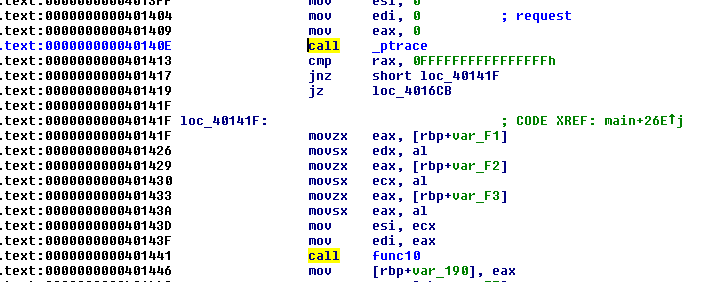 .text:00000000004013FF                 mov     esi, 0
.text:0000000000401404                 mov     edi, 0          ; request
.text:0000000000401409                 mov     eax, 0
.text:000000000040140E                 call    _ptrace
.text:0000000000401413                 cmp     rax, 0FFFFFFFFFFFFFFFFh
.text:0000000000401417                 jnz     short loc_40141F
.text:0000000000401419                 jz      loc_4016CB
.text:000000000040141F
.text:000000000040141F loc_40141F:                             ; CODE XREF: main+26E↑j
.text:000000000040141F                 movzx   eax, [rbp+var_F1]
.text:0000000000401426                 movsx   edx, al
.text:0000000000401429                 movzx   eax, [rbp+var_F2]
.text:0000000000401430                 movsx   ecx, al
.text:0000000000401433                 movzx   eax, [rbp+var_F3]
.text:000000000040143A                 movsx   eax, al
.text:000000000040143D                 mov     esi, ecx
.text:000000000040143F                 mov     edi, eax
.text:0000000000401441                 call    func10
.text:0000000000401446                 mov     [rbp+var_190], eax